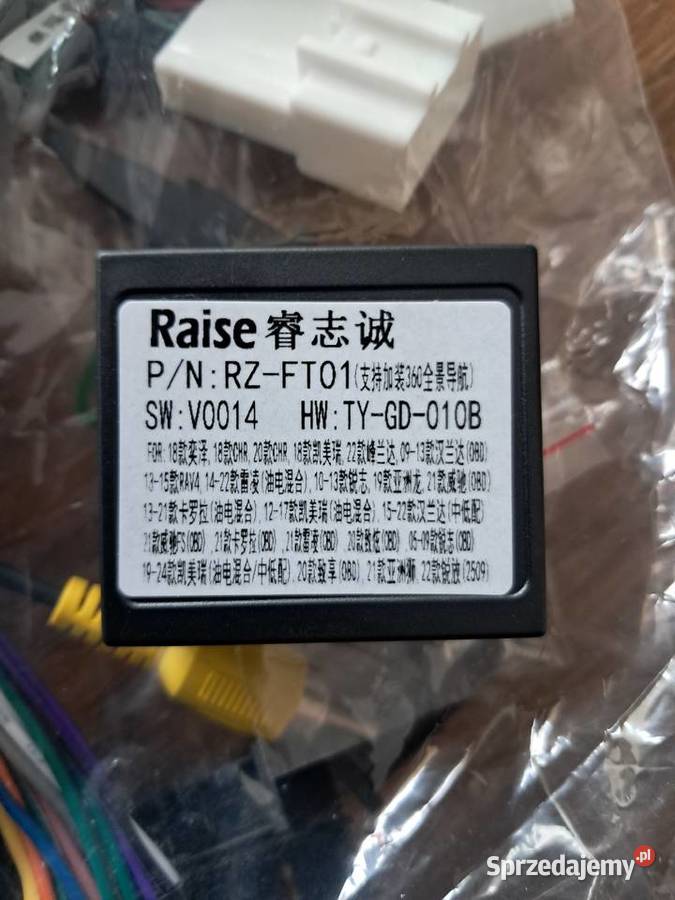 Raise 睿志诚
P/N:RZ-FT01(支持加装360全景导航)
SW:V0014 HW:TY-GD-010B
FOR:18款奕泽,18款CHR,20款CHR,18款凯美瑞,22款峰兰达,09-13款汉兰达(OBD)
13-15款RAV4,14-22款雷凌(油电混合),10-13款锐志,19款亚洲龙,21款威驰(OBD)
13-21款卡罗拉(油电混合),12-17款凯美瑞(油电混合),15-22款汉兰达(中低配)
21款威驰FS(OBD),21款卡罗拉(OBD),21款雷凌(OBD),20款凯(OBD),05-09款锐志(OBD)
19-24款凯美瑞(油电混合/中低配),20款致享(OBD),21款亚洲狮,22款锐放(2509)
Sprzedajemy.pl